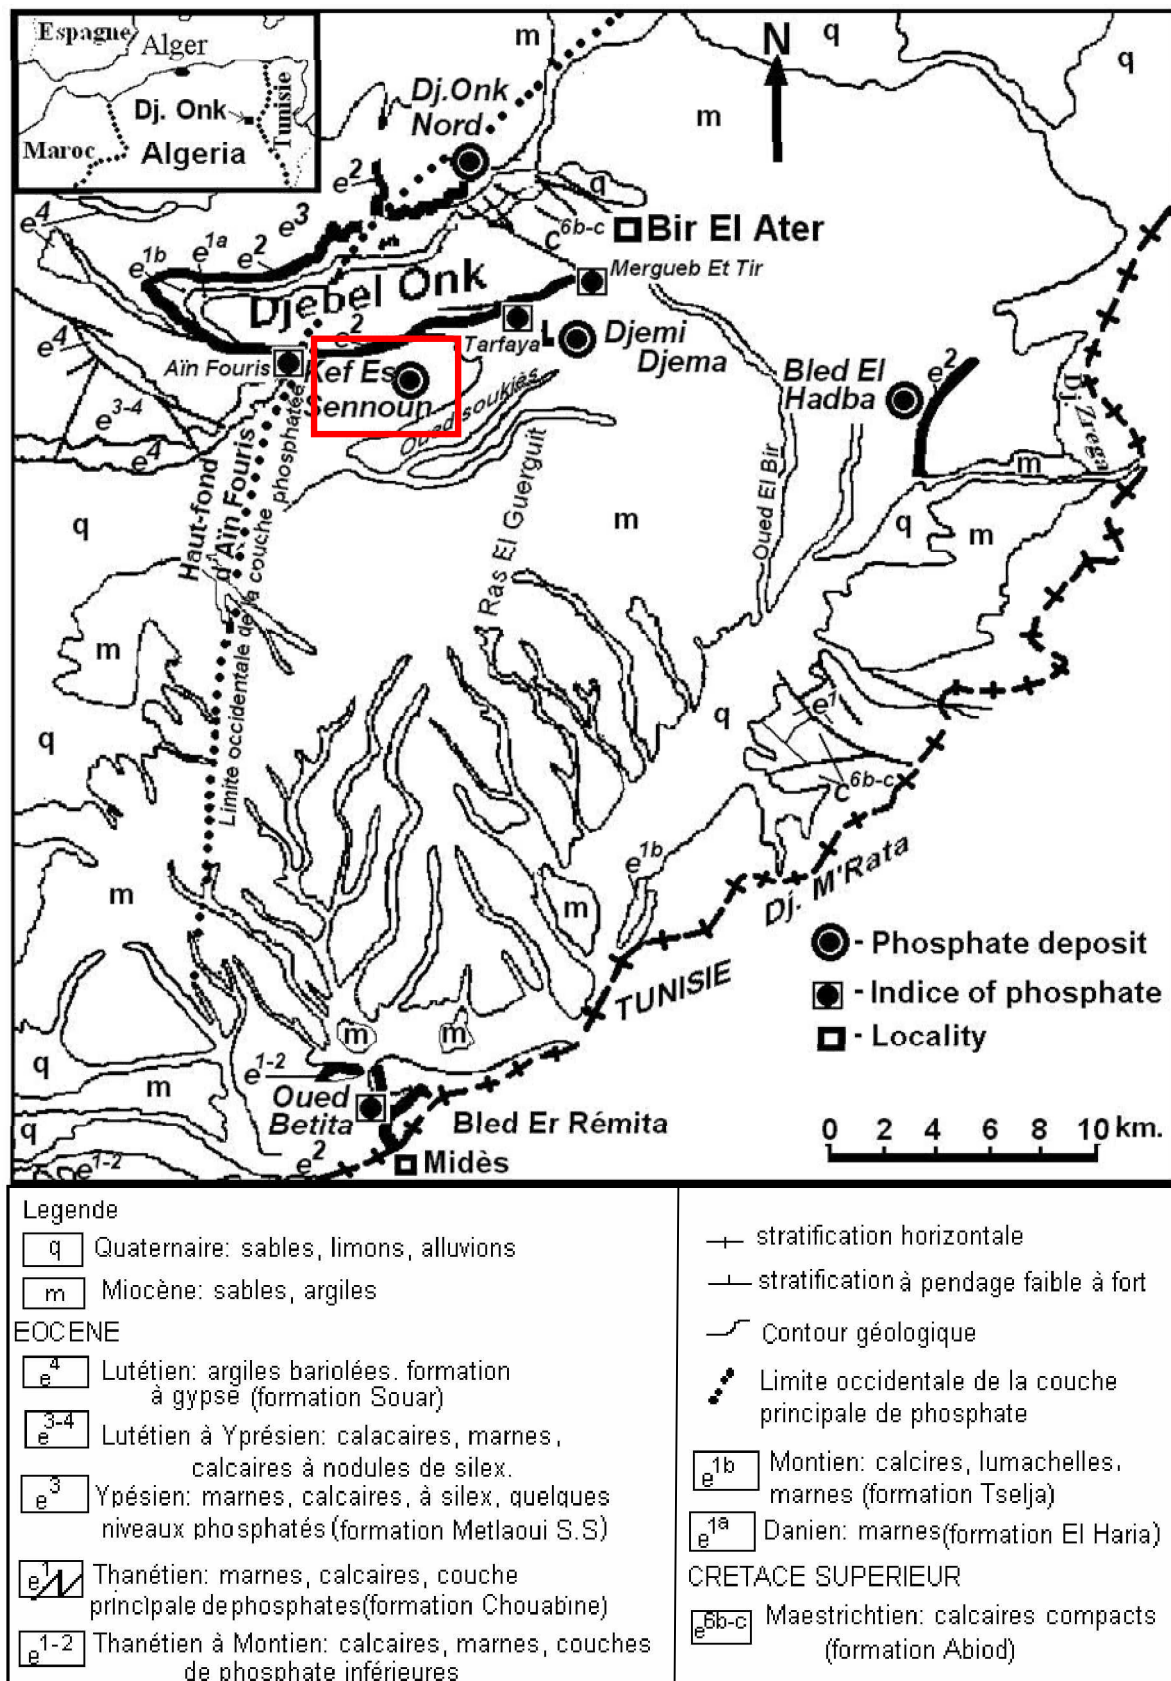 Espagne
Alger
Dj. Onk
Tunisie
Maroc
Algeria
m
q
q
N
Dj.Onk
Nord
m
e2
q
e4
e3
e4
c6b-c
Bir El Ater
e1b
e1a
e2
Mergueb Et Tir
Djebel Onk
e2
Tarfaya
Djemi
Djema
e4
Aïn Fouris
Kef Es
Sennoun
Bled El
Hadba
e2
Dj. Zrega
e3-4
Oued soukiès
e4
m
q
Haut-fond
d'Aïn Fouris
Limite occidentale de la couche phosphatée
Ras El Guerguit
m
Oued El Bir
q
m
m
q
q
e1
c6b-c
e1b
m
m
Dj. M'Rata
TUNISIE
Phosphate deposit
- Indice of phosphate
- Locality
q
m
m
m
e1-2
Oued
Betita
Bled Er Rémita
0 2 4 6 8 10 km.
q
e1-2
e2
Midès
Legende
q Quaternaire: sables, limons, alluvions
m Miocène: sables, argiles
EOCENE
e4 Lutétien: argiles bariolées. formation
à gypse (formation Souar)
e3-4 Lutétien à Yprésien: calacaires, marnes,
calcaires à nodules de silex.
e3 Ypésien: marnes, calcaires, à silex, quelques
niveaux phosphatés (formation Metlaoui S.S)
e1 Thanétien: marnes, calcaires, couche
principale de phosphates(formation Chouabine)
e1-2 Thanétien à Montien: calcaires, marnes, couches
de phosphate inférieures
stratification horizontale
stratification à pendage faible à fort
Contour géologique
Limite occidentale de la couche
principale de phosphate
e1b Montien: calcires, lumachelles,
marnes (formation Tselja)
e1a Danien: marnes(formation El Haria)
CRETACE SUPERIEUR
e6b-c Maestrichtien: calcaires compacts
(formation Abiod)